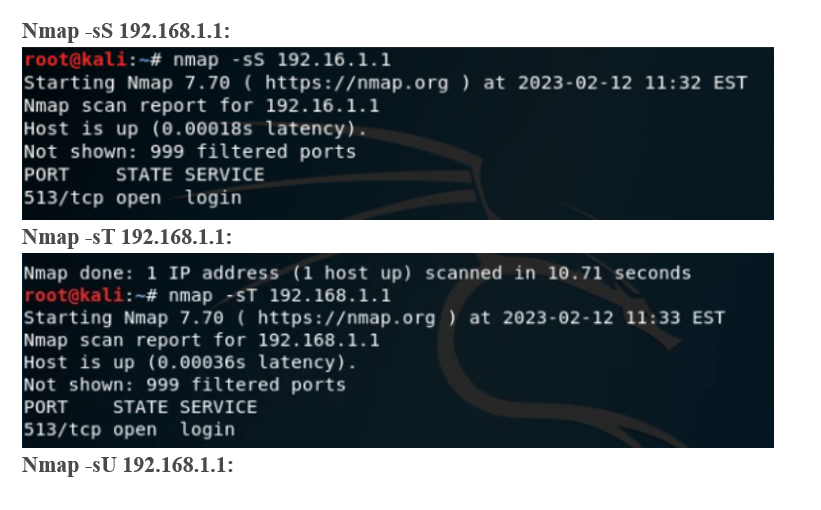 Nmap -sS 192.168.1.1:
root@kali:~# nmap -sS 192.16.1.1
Starting Nmap 7.70 ( https://nmap.org ) at 2023-02-12 11:32 EST
Nmap scan report for 192.16.1.1
Host is up (0.00018s latency).
Not shown: 999 filtered ports
PORT    STATE SERVICE
513/tcp open  login
Nmap -sT 192.168.1.1:
Nmap done: 1 IP address (1 host up) scanned in 10.71 seconds
root@kali:~# nmap -sT 192.168.1.1
Starting Nmap 7.70 ( https://nmap.org ) at 2023-02-12 11:33 EST
Nmap scan report for 192.168.1.1
Host is up (0.00036s latency).
Not shown: 999 filtered ports
PORT    STATE SERVICE
513/tcp open  login
Nmap -sU 192.168.1.1: